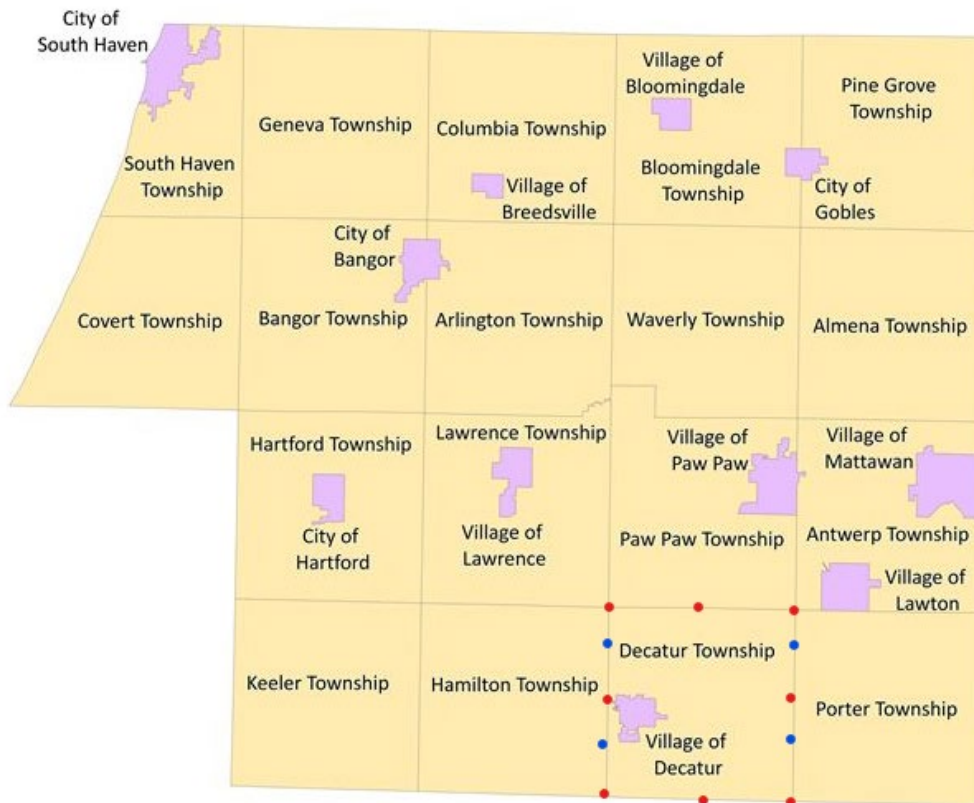 City of
South Haven
Village of
Bloomingdale
Pine Grove
Township
Geneva Township
Columbia Township
South Haven
Township
Bloomingdale
Township
Village of
Breedsville
City of
Gobles
City of
Bangor
Covert Township
Bangor Township
Arlington Township
Waverly Township
Almena Township
Hartford Township
Lawrence Township
Village of
Paw Paw
Village of
Mattawan
City of
Hartford
Village of
Lawrence
Paw Paw Township
Antwerp Township
Village of
Lawton
Decatur Township
Keeler Township
Hamilton Township
Porter Township
Village of
Decatur